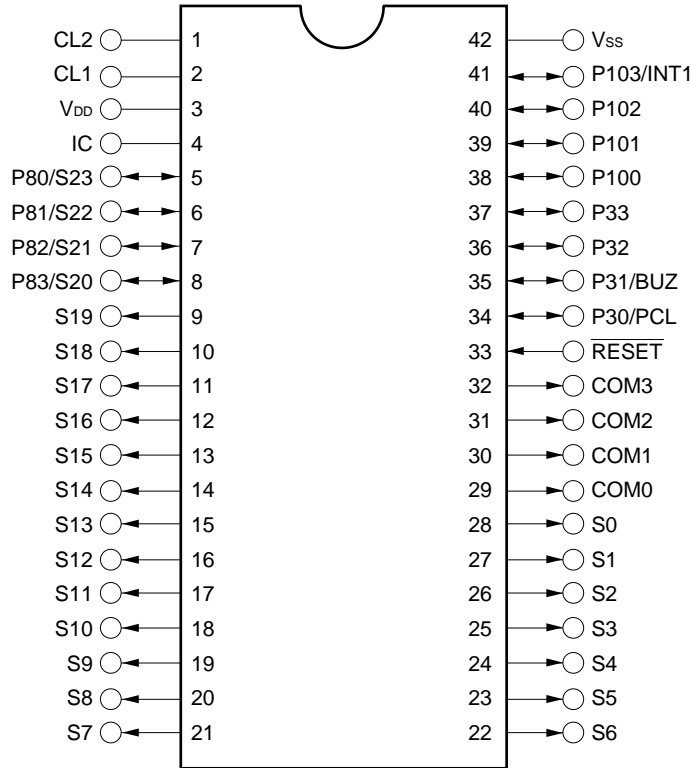 CL2 1 42 VSS
CL1 2 41 P103/INT1
VDD 3 40 P102
IC 4 39 P101
P80/S23 5 38 P100
P81/S22 6 37 P33
P82/S21 7 36 P32
P83/S20 8 35 P31/BUZ
S19 9 34 P30/PCL
S18 10 33 RESET
S17 11 32 COM3
S16 12 31 COM2
S15 13 30 COM1
S14 14 29 COM0
S13 15 28 S0
S12 16 27 S1
S11 17 26 S2
S10 18 25 S3
S9 19 24 S4
S8 20 23 S5
S7 21 22 S6